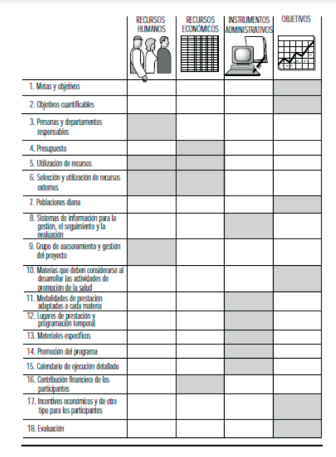 RECURSOS HUMANOS
RECURSOS ECONÓMICOS
INSTRUMENTOS ADMINISTRATIVOS
OBJETIVOS
1. Metas y objetivos
2. Objetivos cuantificables
3. Personas y departamentos
responsables
4. Presupuesto
5. Utilización de recursos
6. Selección y utilización de recursos
externos
7. Poblaciones diana
8. Sistemas de información para la
gestión, el seguimiento y la
evaluación
9. Grupo de asesoramiento y gestión
del proyecto
10. Materias que deben considerarse al
desarrollar las actividades de
promoción de la salud
11. Modalidades de prestación
adaptadas a cada materia
12. Lugares de prestación y
programación temporal
13. Materiales específicos
14. Promoción del programa
15. Calendario de ejecución detallado
16. Contribución financiera de los
participantes
17. Incentivos económicos y de otro
tipo para los participantes
18. Evaluación